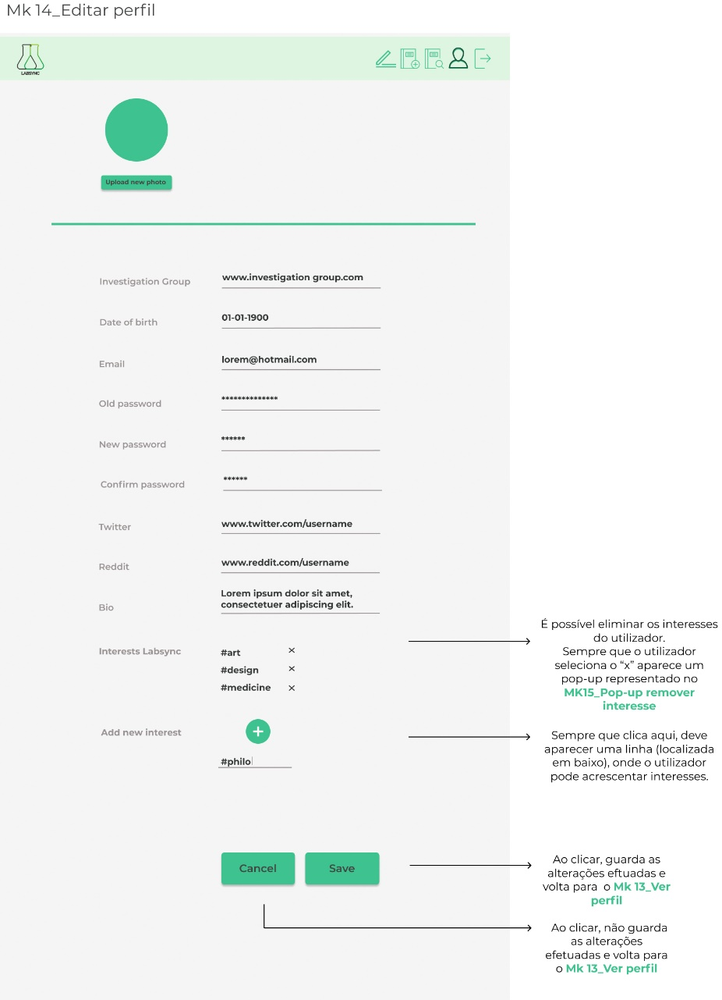 Mk 14_Editar perfil
LABSYNC
Upload new photo
Investigation Group
www.investigation group.com
Date of birth
01-01-1900
Email
lorem@hotmail.com
Old password
**************
New password
******
Confirm password
******
Twitter
www.twitter.com/username
Reddit
www.reddit.com/username
Bio
Lorem ipsum dolor sit amet,
consectetuer adipiscing elit.
Interests Labsync
#art ×
#design ×
#medicine ×
Add new interest
+
#philo
Cancel
Save
É possível eliminar os interesses
do utilizador.
Sempre que o utilizador
seleciona o “x” aparece um
pop-up representado no
MK15_Pop-up remover
interesse
Sempre que clica aqui, deve
aparecer uma linha (localizada
em baixo), onde o utilizador
pode acrescentar interesses.
Ao clicar, guarda as
alterações eftuadas e
volta para o Mk 13_Ver
perfil
Ao clicar, não guarda
as alterações
efetuadas e volta para
o Mk 13_Ver perfil